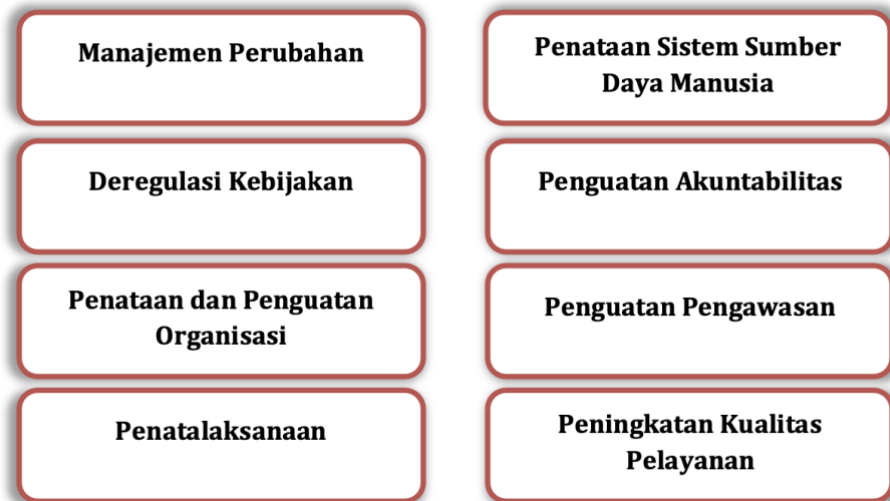 Manajemen Perubahan
Deregulasi Kebijakan
Penataan dan Penguatan
Organisasi
Penatalaksanaan
Penataan Sistem Sumber
Daya Manusia
Penguatan Akuntabilitas
Penguatan Pengawasan
Peningkatan Kualitas
Pelayanan